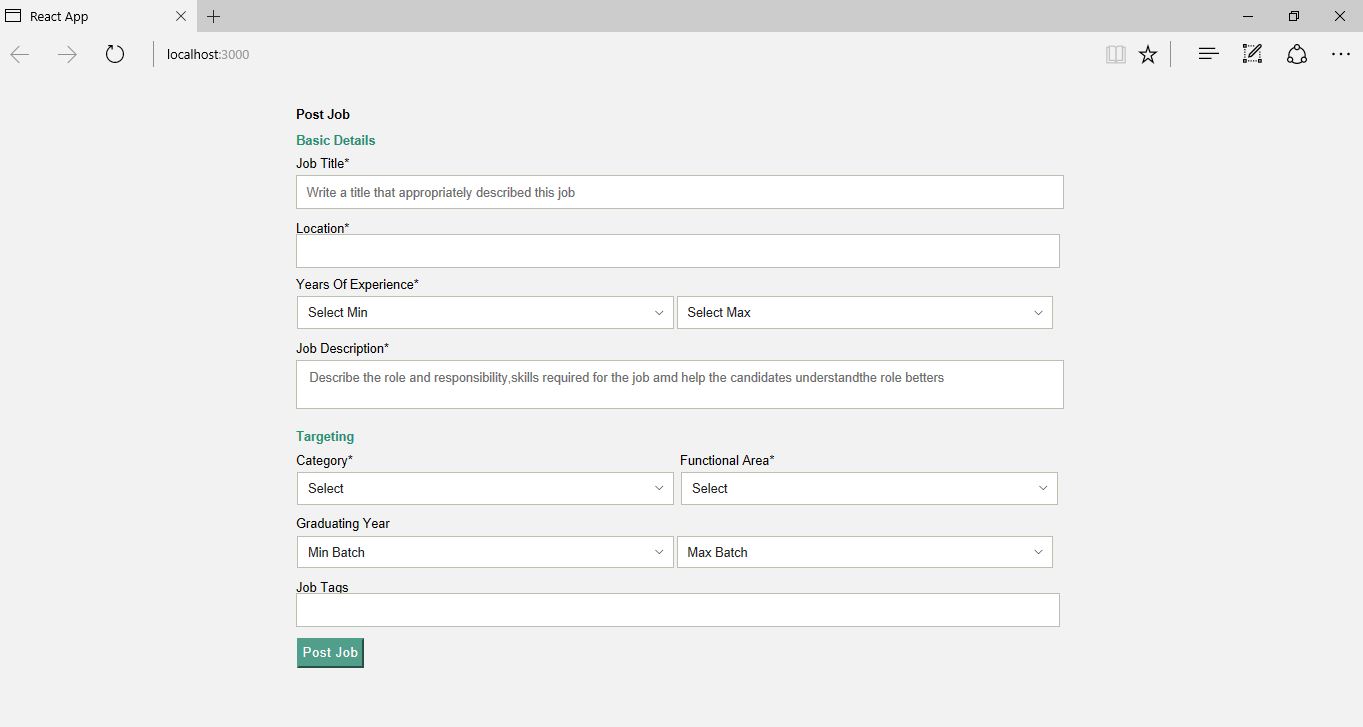 React App
localhost:3000
Post Job
Basic Details
Job Title*
Write a title that appropriately described this job
Location*
Years Of Experience*
Select Min Select Max
Job Description*
Describe the role and responsibility,skills required for the job amd help the candidates understandthe role betters
Targeting
Category* Functional Area*
Select Select
Graduating Year
Min Batch Max Batch
Job Tags
Post Job